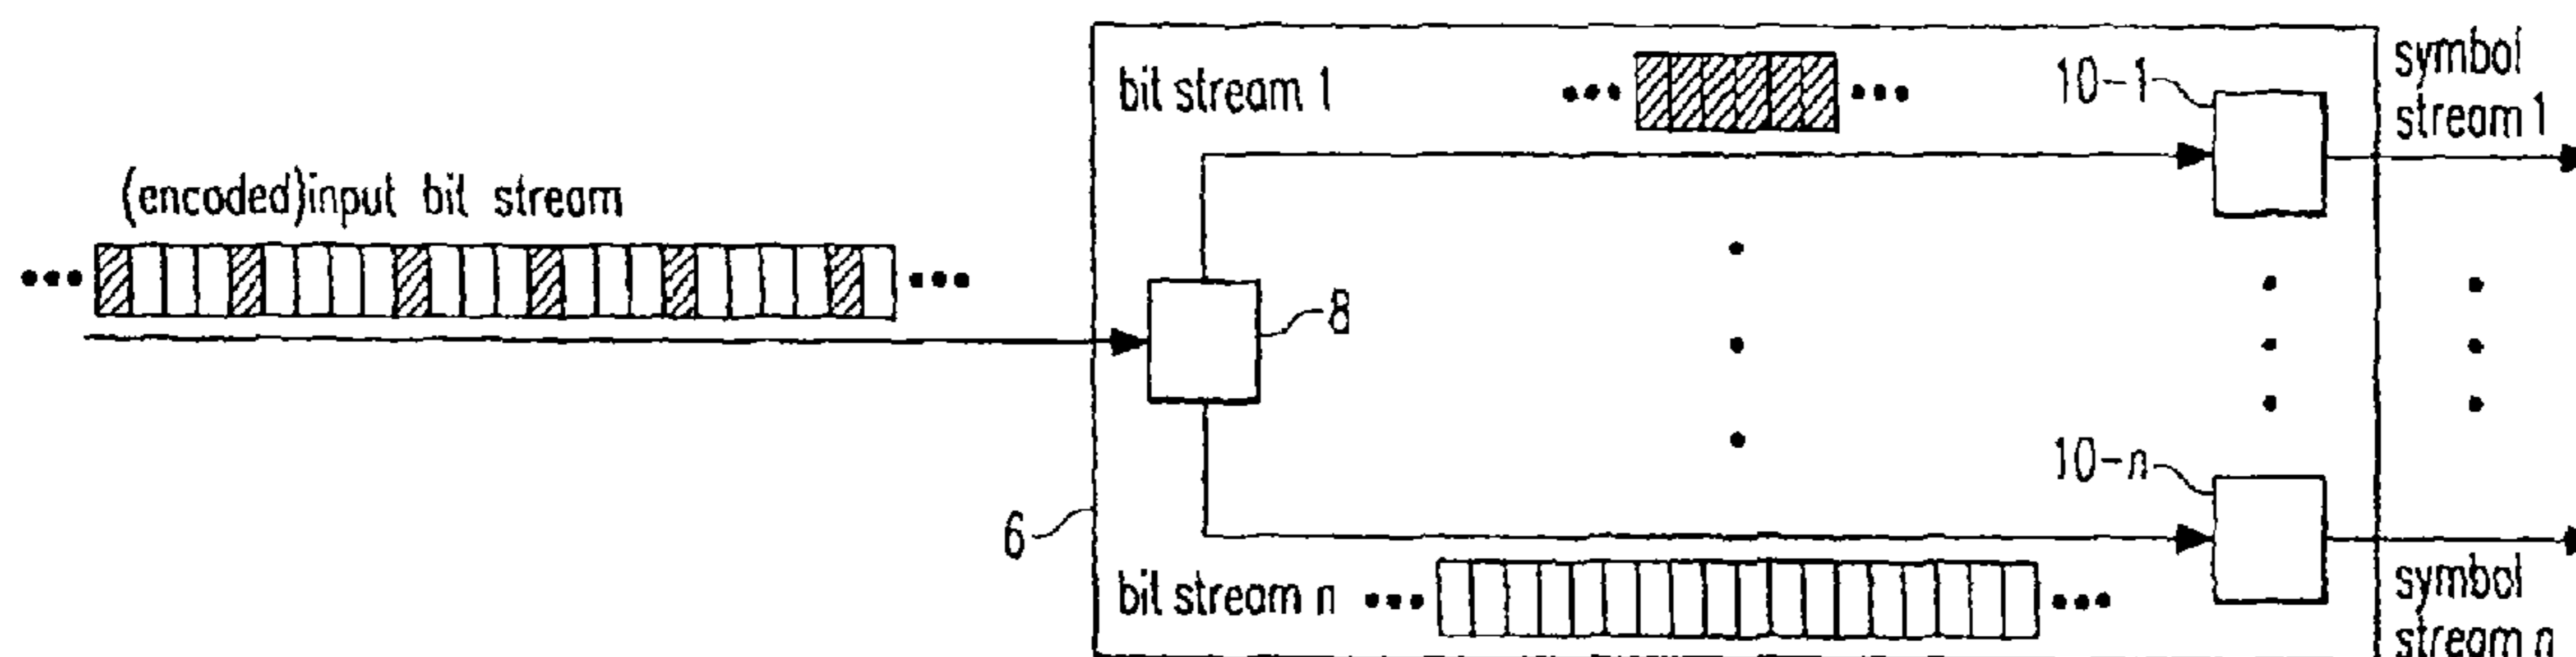 (encoded)input bit stream
bit stream 1
10-1
symbol
stream 1
8
6
10-n
bit stream n
symbol
stream n